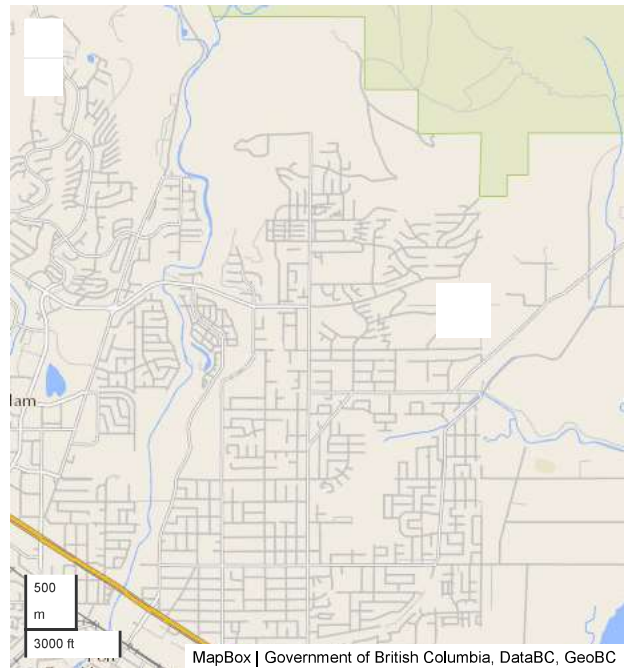 lam
500
m
3000 ft
MapBox | Government of British Columbia, DataBC, GeoBC